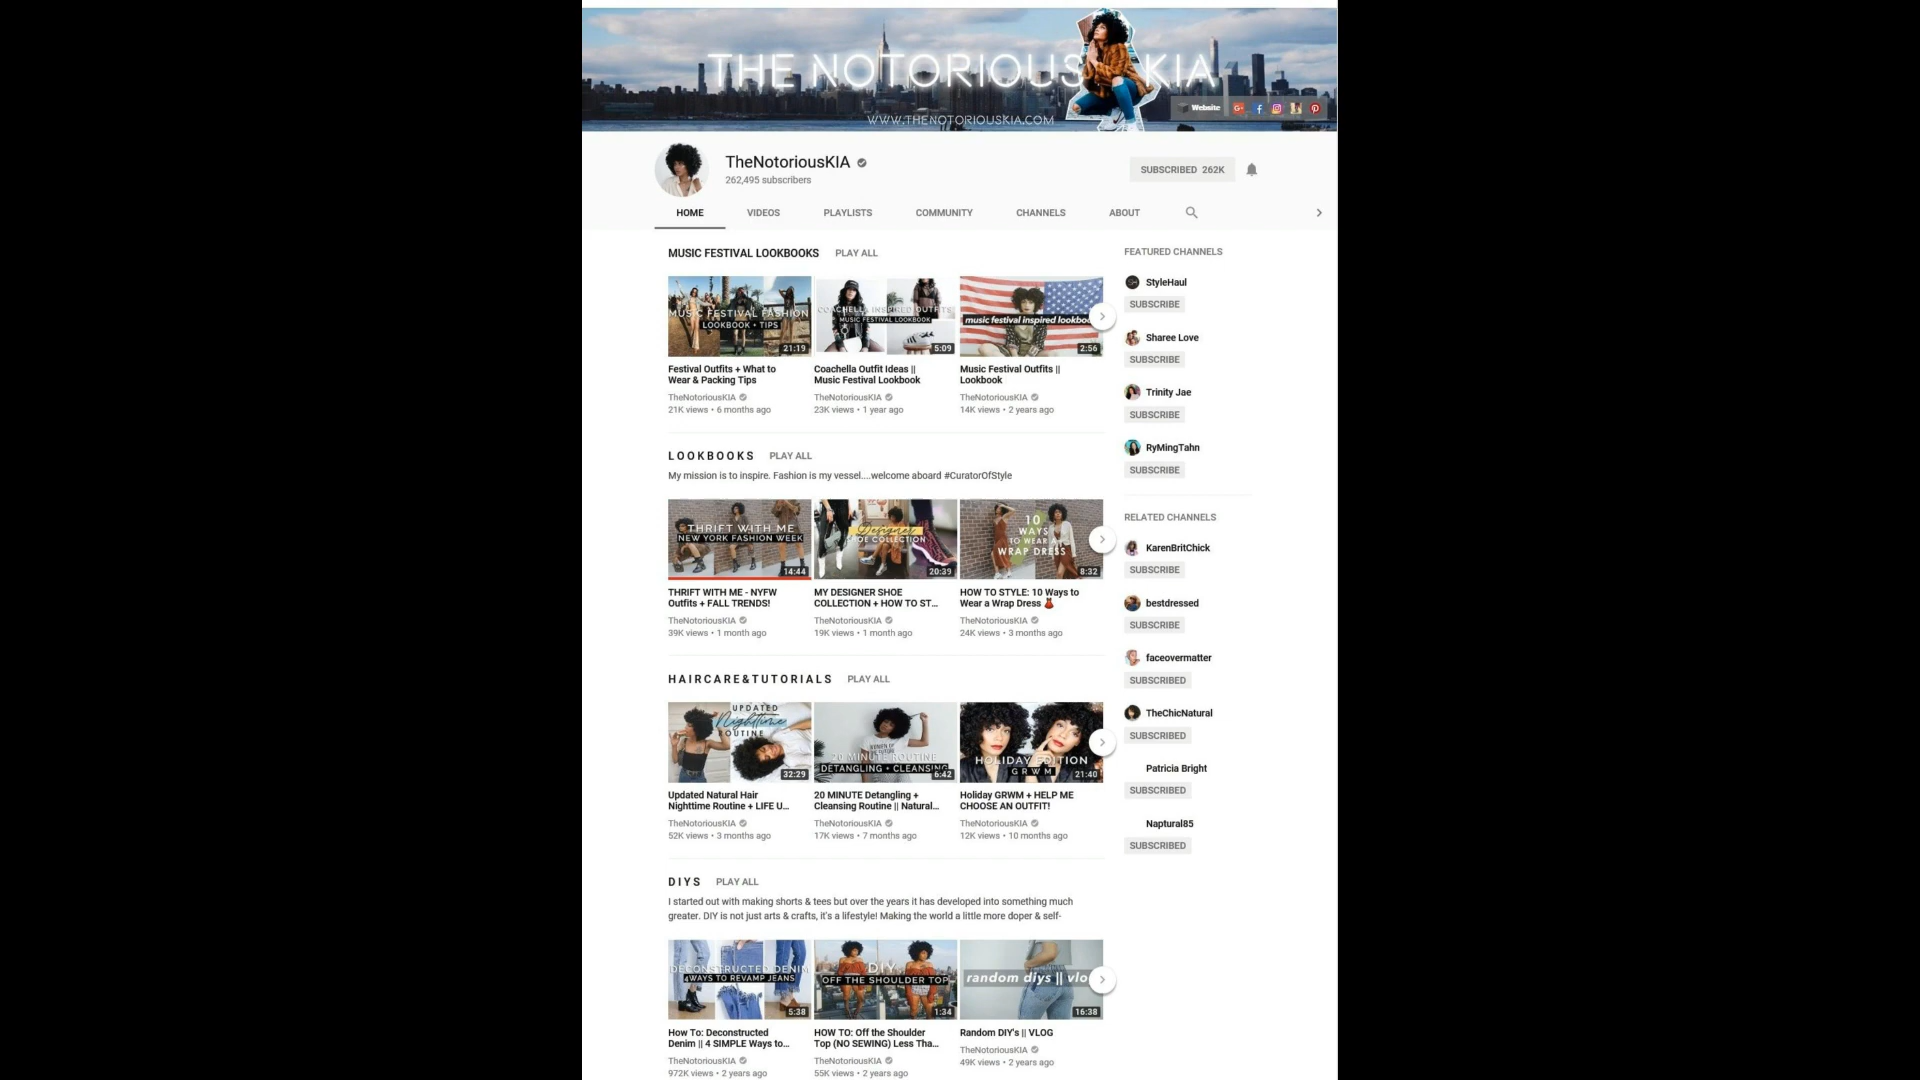 THE NOTORIOUS KIA
Website
WWW.THENOTORIOUSKIA.COM
TheNotoriousKIA
262,495 subscribers
SUBSCRIBED 262K
HOME VIDEOS PLAYLISTS COMMUNITY CHANNELS ABOUT
MUSIC FESTIVAL LOOKBOOKS PLAY ALL
MUSIC FESTIVAL FASHION
LOOKBOOK + TIPS
21:19
COACHELLA INSPIRED OUTFITS
MUSIC FESTIVAL LOOKBOOK
5:09
music festival inspired lookboo
2:56
Festival Outfits + What to
Wear & Packing Tips
TheNotoriousKIA
21K views • 6 months ago
Coachella Outfit Ideas ||
Music Festival Lookbook
TheNotoriousKIA
23K views • 1 year ago
Music Festival Outfits ||
Lookbook
TheNotoriousKIA
14K views • 2 years ago
LOOKBOOKS PLAY ALL
My mission is to inspire. Fashion is my vessel....welcome aboard #CuratorOfStyle
THRIFT WITH ME
NEW YORK FASHION WEEK
14:44
Designer
SHOE COLLECTION
20:39
10
WAYS
TO WEAR A
WRAP DRESS
8:32
THRIFT WITH ME - NYFW
Outfits + FALL TRENDS!
TheNotoriousKIA
39K views • 1 month ago
MY DESIGNER SHOE
COLLECTION + HOW TO ST...
TheNotoriousKIA
19K views • 1 month ago
HOW TO STYLE: 10 Ways to
Wear a Wrap Dress
TheNotoriousKIA
24K views • 3 months ago
HAIRCARE&TUTORIALS PLAY ALL
UPDATED
Nighttime
ROUTINE
32:29
WOMEN OF
THE FUTURE
20 MINUTE ROUTINE
DETANGLING + CLEANSING
6:42
HOLIDAY EDITION
GRWM
21:40
Updated Natural Hair
Nighttime Routine + LIFE U...
TheNotoriousKIA
52K views • 3 months ago
20 MINUTE Detangling +
Cleansing Routine || Natural...
TheNotoriousKIA
17K views • 7 months ago
Holiday GRWM + HELP ME
CHOOSE AN OUTFIT!
TheNotoriousKIA
12K views • 10 months ago
DIYS PLAY ALL
I started out with making shorts & tees but over the years it has developed into something much
greater. DIY is not just arts & crafts, it's a lifestyle! Making the world a little more doper & self-
DECONSTRUCTED DENIM
4WAYS TO REVAMP JEANS
5:38
DIY
OFF THE SHOULDER TOP
1:34
random diys || vlo
16:38
How To: Deconstructed
Denim || 4 SIMPLE Ways to...
TheNotoriousKIA
972K views • 2 years ago
HOW TO: Off the Shoulder
Top (NO SEWING) Less Tha...
TheNotoriousKIA
55K views • 2 years ago
Random DIY's || VLOG
TheNotoriousKIA
49K views • 2 years ago
FEATURED CHANNELS
StyleHaul
SUBSCRIBE
Sharee Love
SUBSCRIBE
Trinity Jae
SUBSCRIBE
RyMingTahn
SUBSCRIBE
RELATED CHANNELS
KarenBritChick
SUBSCRIBE
bestdressed
SUBSCRIBE
faceovermatter
SUBSCRIBED
TheChicNatural
SUBSCRIBED
Patricia Bright
SUBSCRIBED
Naptural85
SUBSCRIBED